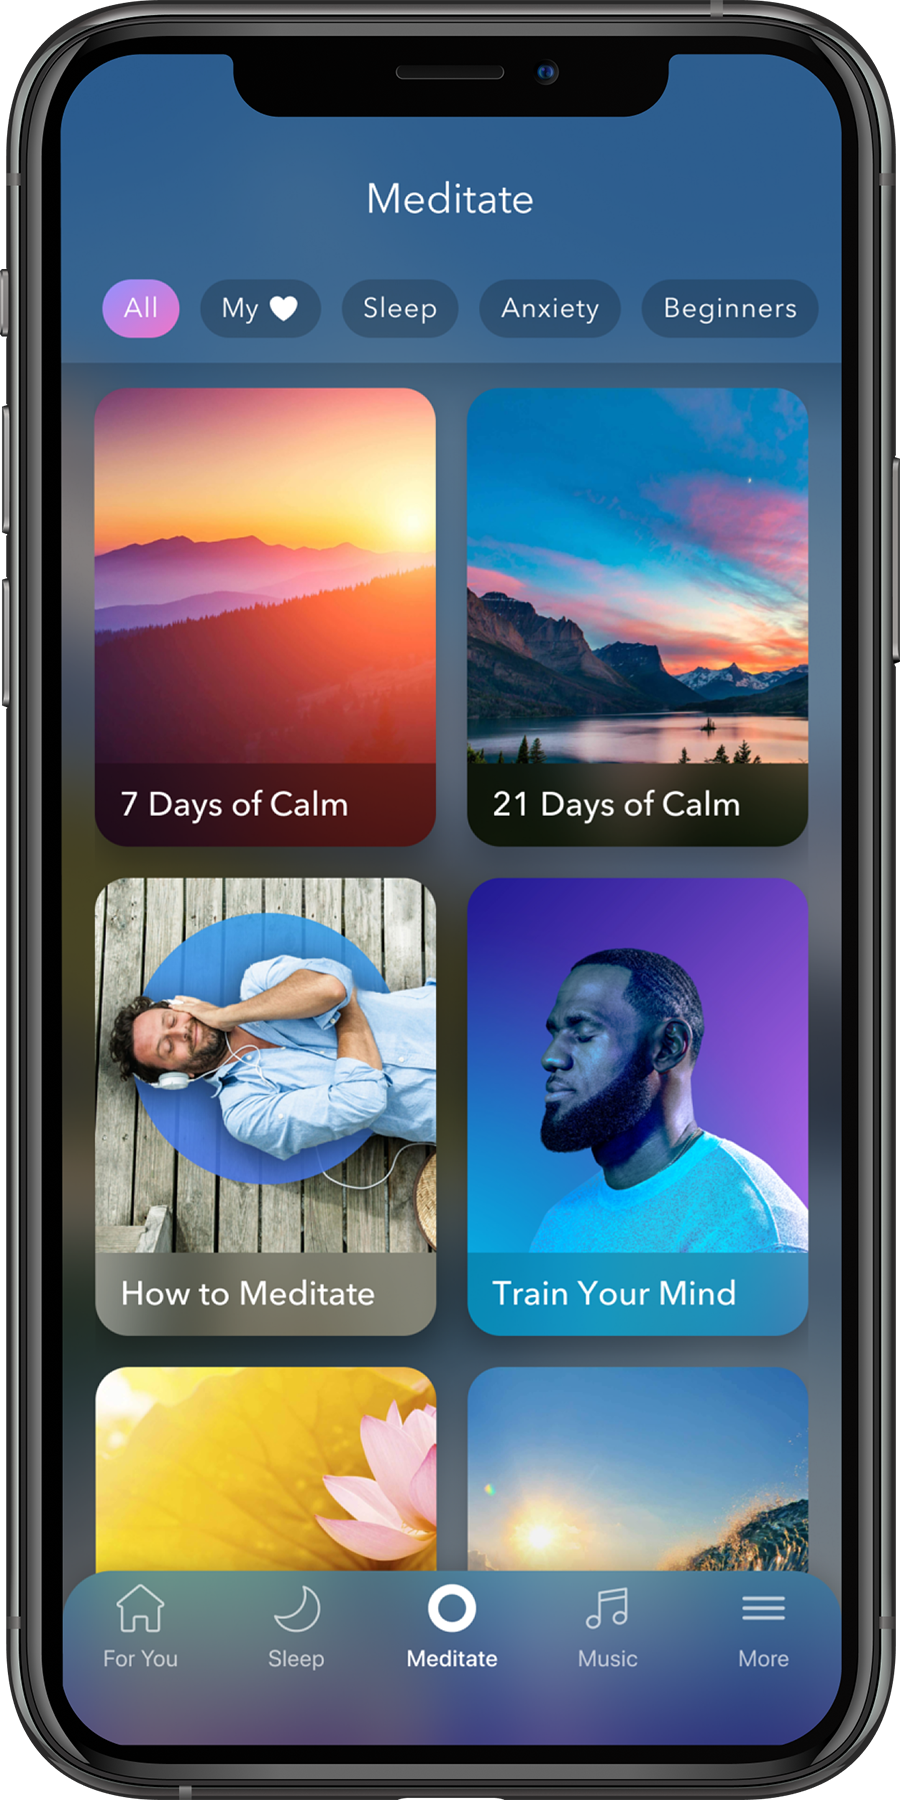 Meditate
All
My
Sleep
Anxiety
Beginners
7 Days of Calm
21 Days of Calm
How to Meditate
Train Your Mind
For You
Sleep
Meditate
Music
More